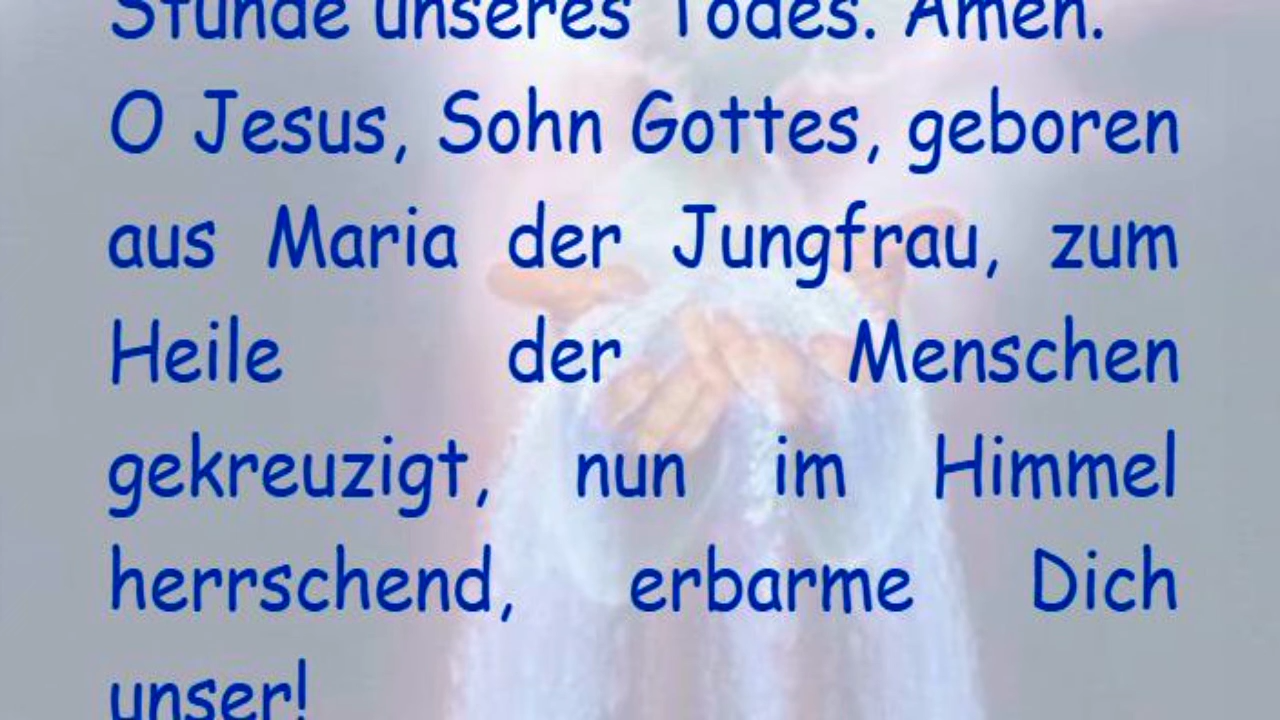 Stunde unseres Todes. Amen.
O Jesus, Sohn Gottes, geboren
aus Maria der Jungfrau, zum
Heile der Menschen
gekreuzigt, nun im Himmel
herrschend, erbarme Dich
unser!